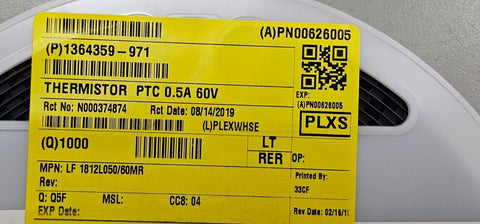 (A)PN00626005
(P)1364359-971
THERMISTOR PTC 0.5A 60V
EXP:
(A)PN00626005
Rct No: N000374874 Rct Date: 08/14/2019
(L)PLEXWHSE
PLXS
(Q)1000
LT
RER
OP:
MPN: LF 1812L050/60MR
Rev:
Printed By:
33CF
Q: Q5F MSL: CC8: 04
EXP Date:
Rev: 02/16/1